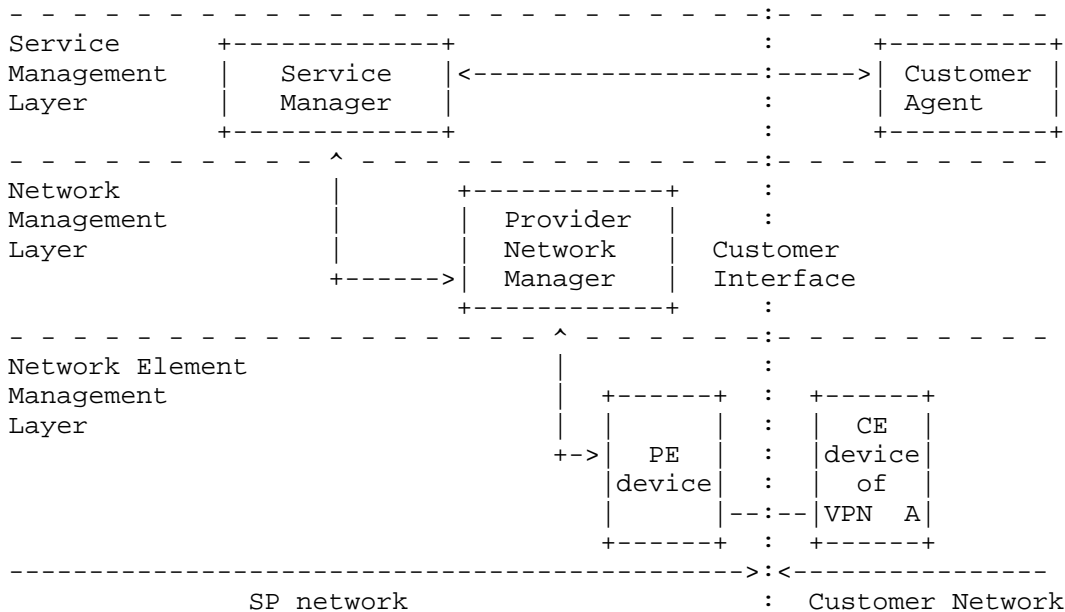 - - - - - - - - - - - - - - - - - - - - - - - - -:- - - - - - - - -
Service       +-------------+                    :      +----------+
Management    |   Service   |<------------------:----->| Customer |
Layer         |   Manager   |                    :      | Agent    |
              +-------------+                    :      +----------+
- - - - - - - - - - - ^ - - - - - - - - - - - - -:- - - - - - - - -
Network               |       +------------+     :
Management            |       |  Provider  |     :
Layer                 |       |  Network   |  Customer
                      +------>|  Manager   |  Interface
                              +------------+     :
- - - - - - - - - - - - - - - - - - ^ - - - - - -:- - - - - - - - -
Network Element                     |            :
Management                          |  +------+  :  +------+
Layer                               |  |      |  :  |  CE  |
                                    +->|  PE  |  :  |device|
                                       |device|  :  |  of  |
                                       |      |--:--|VPN  A|
                                       +------+  :  +------+
------------------------------------------------>:<----------------
                SP network                       :  Customer Network